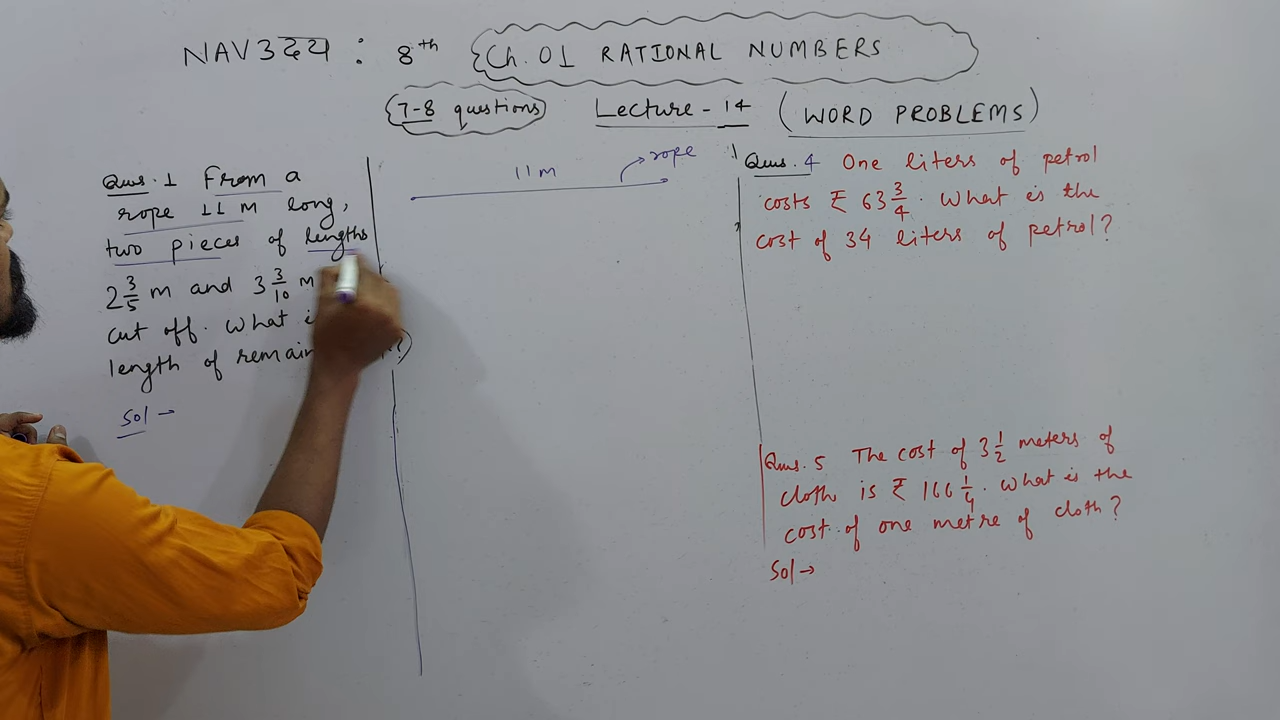 NAV3224 : 8th Ch. 01 RATIONAL NUMBERS
7-8 questions Lecture - 14 (WORD PROBLEMS)
Ques. 1 From a
rope 11 m long,
two pieces of lengths
2 3/5 m and 3 3/10 m
cut off. What
length of remain
Sol →
11 m
rope
Ques. 4 One liters of petrol
costs ₹ 63 3/4. What is the
cost of 34 liters of petrol?
Ques. 5 The cost of 3 1/2 meters of
cloth is ₹ 166 1/4. What is the
cost of one metre of cloth?
Sol →